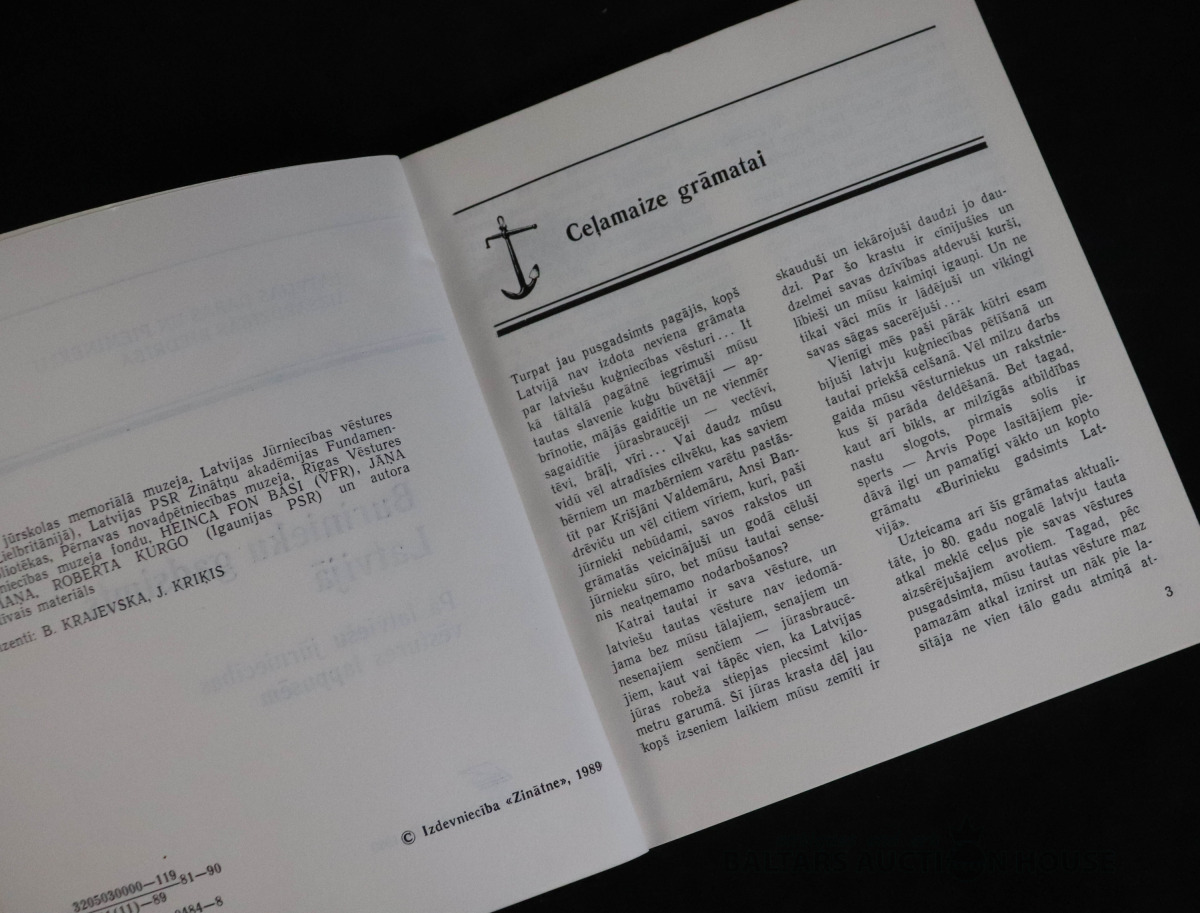 jūrskolas memoriālā muzeja, Latvijas Jūrniecības vēstures
Latvijas PSR Zinātņu akadēmijas Fundamen-
Pērnavas novadpētniecības muzeja, Rīgas Vēstures
muzeja fondu, HEINCA FON BASI (VFR), JĀŅA
ROBERTA KURGO (Igaunijas PSR) un autora
materiāls
B. KRAJEVSKA, J. KRIKIS
© Izdevniecība «Zinātne», 1989
3205030000—119
81—90
(11)—89
484—8
Ceļamaize grāmatai
Turpat jau pusgadsimts pagājis, kopš
Latvijā nav izdota neviena grāmata
par latviešu kuģniecības vēsturi... It
kā tāltālā pagātnē iegrimuši mūsu
tautas slavenie kuģu būvētāji — ap-
brīnotie, mājās gaidītie un ne vienmēr
sagaidītie jūrasbraucēji — vectēvi,
tēvi, brāļi, vīri... Vai daudz mūsu
vidū vēl atradīsies cilvēku, kas saviem
bērniem un mazbērniem varētu pastās-
tīt par Krišjāni Valdemāru, Ansi Ban-
drēviču un vēl citiem vīriem, kuri, paši
jūrnieki nebūdami, savos rakstos un
grāmatās veicinājuši un godā cēluši
jūrnieku sūro, bet mūsu tautai sense-
nis neatņemamo nodarbošanos?
Katrai tautai ir sava vēsture, un
latviešu tautas vēsture nav iedomā-
jama bez mūsu tālajiem, senajiem un
nesenajiem senčiem — jūrasbraucē-
jiem, kaut vai tāpēc vien, ka Latvijas
jūras robeža stiepjas piecsimt kilo-
metru garumā. Šī jūras krasta dēļ jau
kopš izseniem laikiem mūsu zemīti ir
skauduši un iekārojuši daudzi jo dau-
dzi. Par šo krastu ir cīnījušies un
dzelmei savas dzīvības atdevuši kurši,
lībieši un mūsu kaimiņi igauņi. Un ne
tikai vāci mūs ir lādējuši un vikingi
savas sāgas sacerējuši...
Vienīgi mēs paši pārāk kūtri esam
bijuši latvju kuģniecības pētīšanā un
tautai priekšā celšanā. Vēl milzu darbs
gaida mūsu vēsturniekus un rakstnie-
kus šī parāda deldēšanā. Bet tagad,
kaut arī bikls, ar milzīgās atbildības
nastu slogots, pirmais solis ir
sperts — Arvis Pope lasītājiem pie-
dāvā ilgi un pamatīgi vākto un kopto
grāmatu «Burinieku gadsimts Lat-
vijā».
Uzteicama arī šīs grāmatas aktuali-
tāte, jo 80. gadu nogalē latvju tauta
atkal meklē ceļus pie savas vēstures
aizsērējušajiem avotiem. Tagad, pēc
pusgadsimta, mūsu tautas vēsture maz
pamazām atkal iznirst un nāk pie la-
sītāja ne vien tālo gadu atmiņā at-
3
BALTARS AUCTION HOUSE